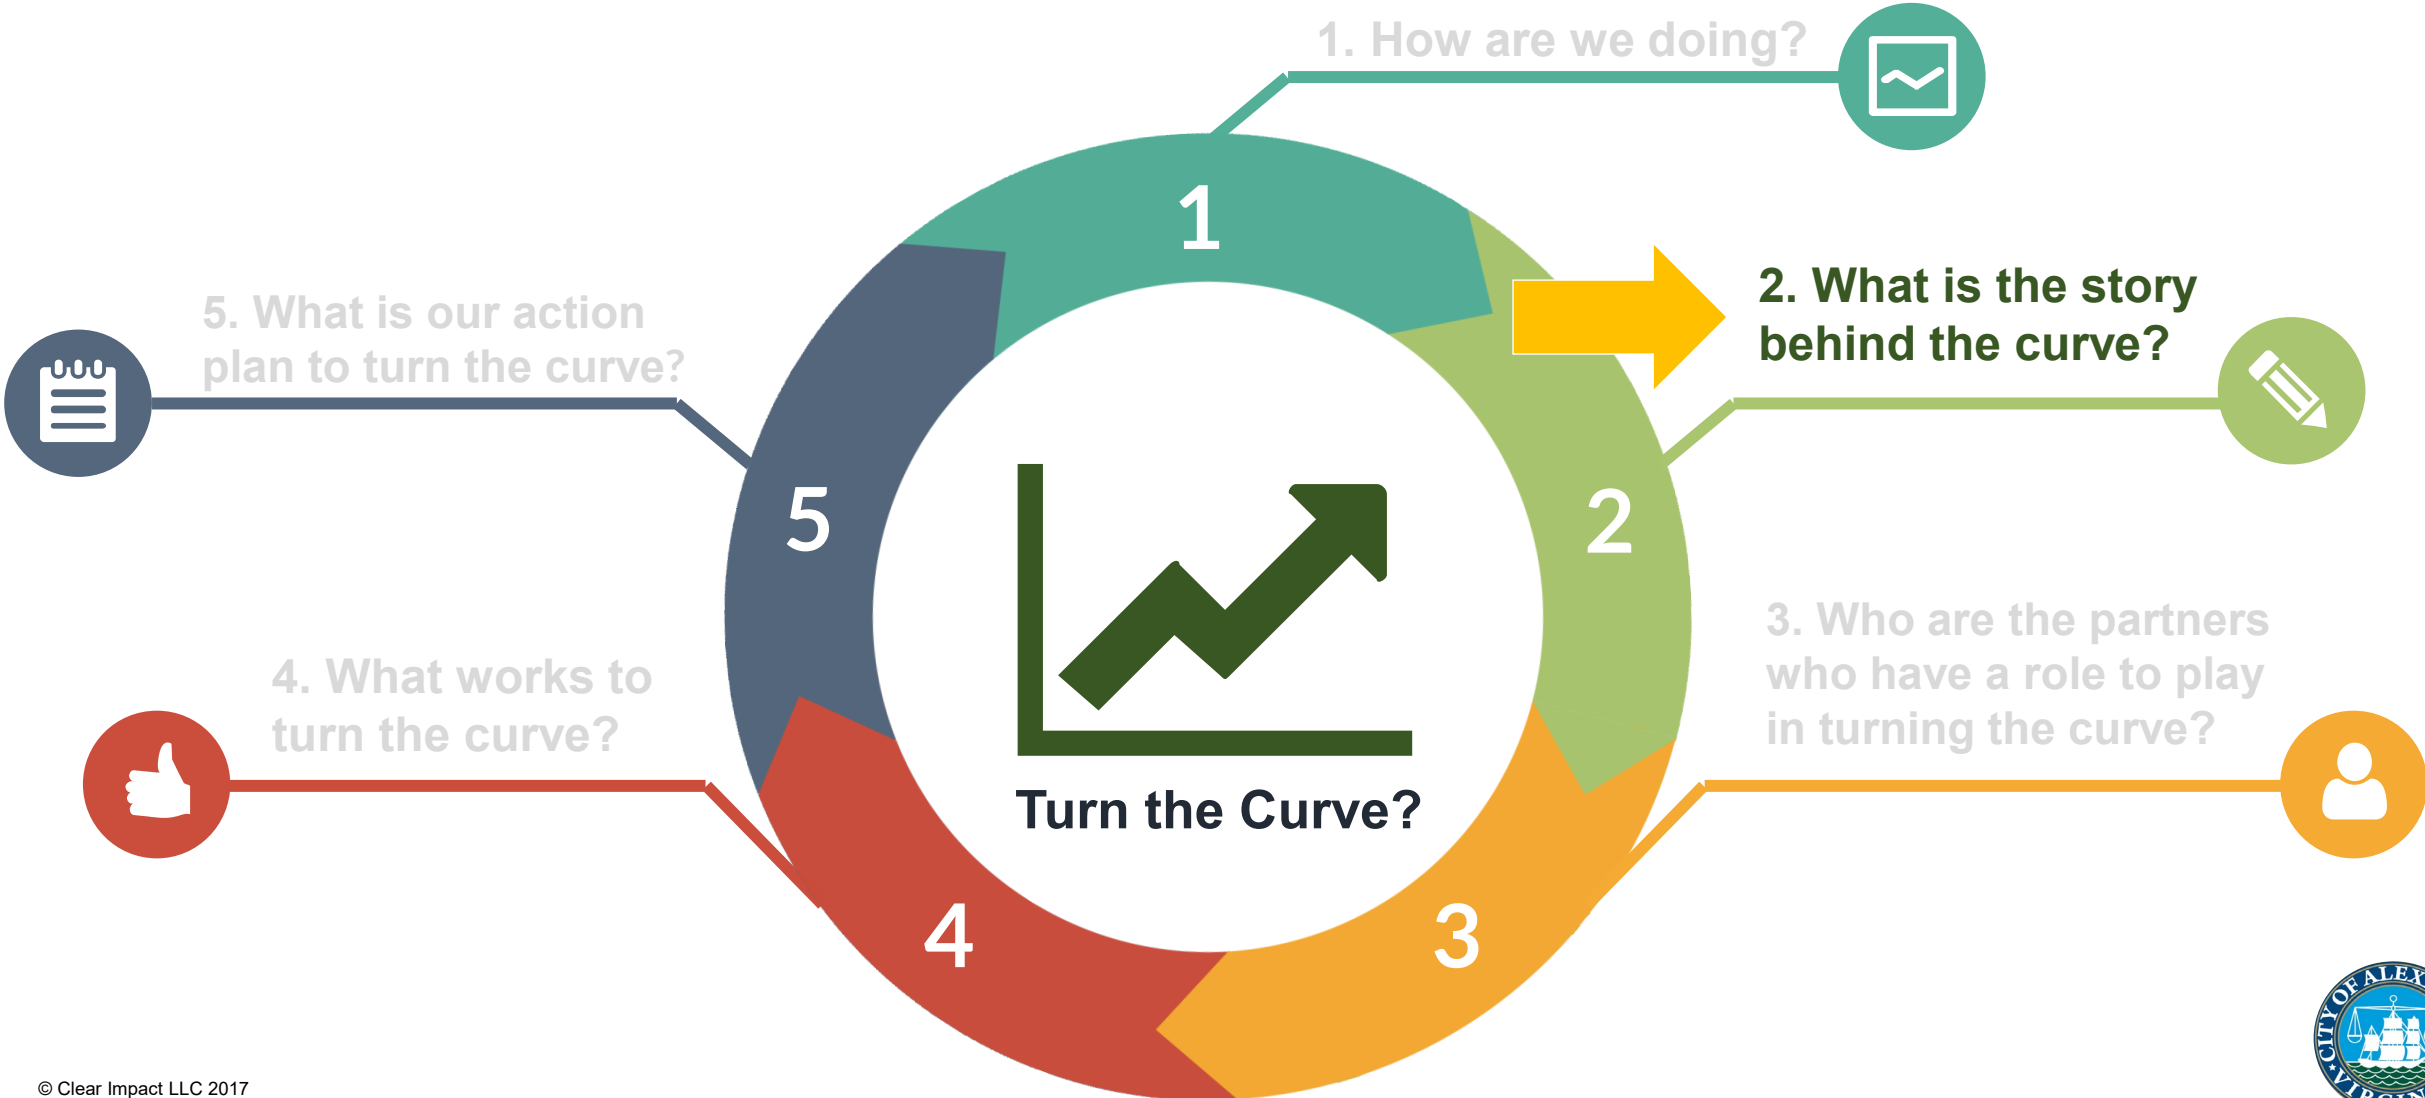 1. How are we doing?
1
2. What is the story
behind the curve?
2
3. Who are the partners
who have a role to play
in turning the curve?
3
4. What works to
turn the curve?
4
5. What is our action
plan to turn the curve?
5
Turn the Curve?
© Clear Impact LLC 2017
CITY OF